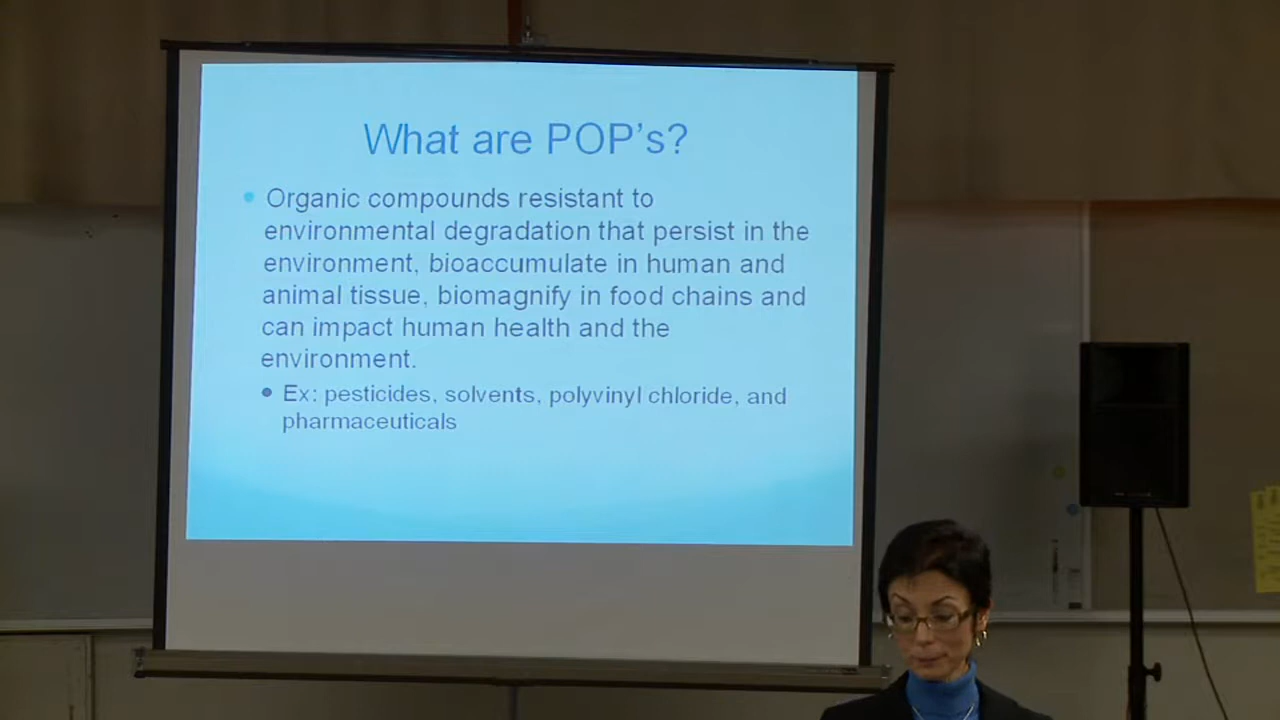 What are POP's?
Organic compounds resistant to
environmental degradation that persist in the
environment, bioaccumulate in human and
animal tissue, biomagnify in food chains and
can impact human health and the
environment.
Ex: pesticides, solvents, polyvinyl chloride, and
pharmaceuticals